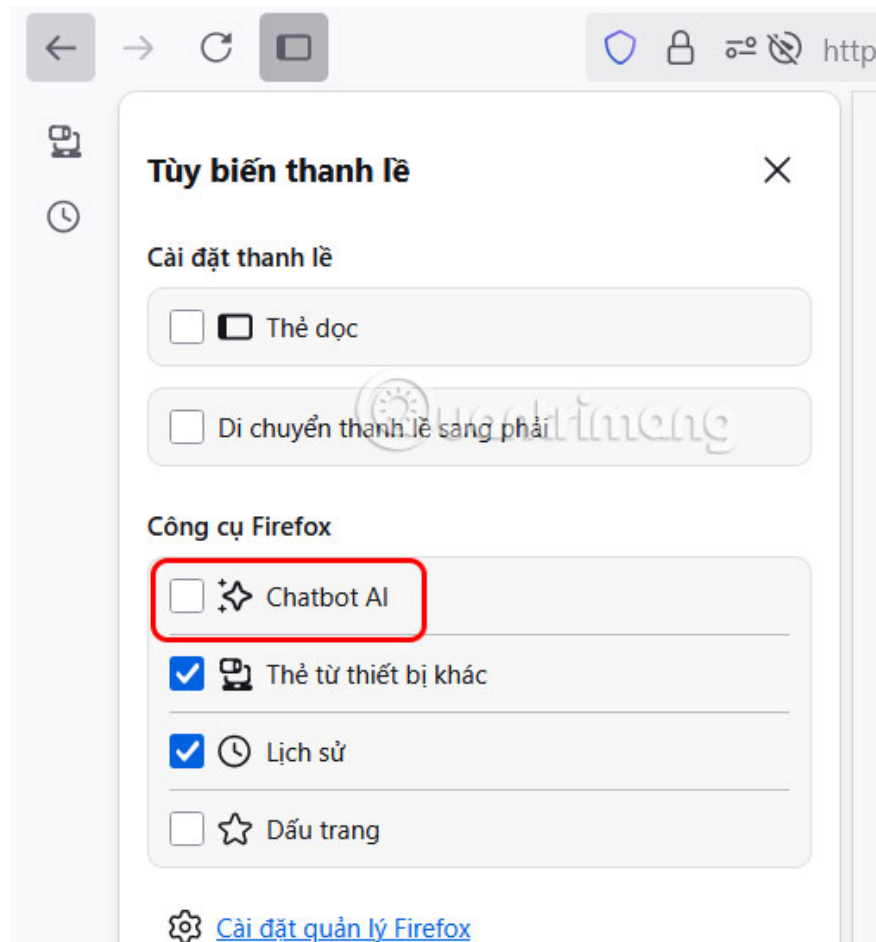 http
Tùy biến thanh lề
Cài đặt thanh lề
Thẻ dọc
Di chuyển thanh lề sang phải
Quantrimang
Công cụ Firefox
Chatbot AI
Thẻ từ thiết bị khác
Lịch sử
Dấu trang
Cài đặt quản lý Firefox